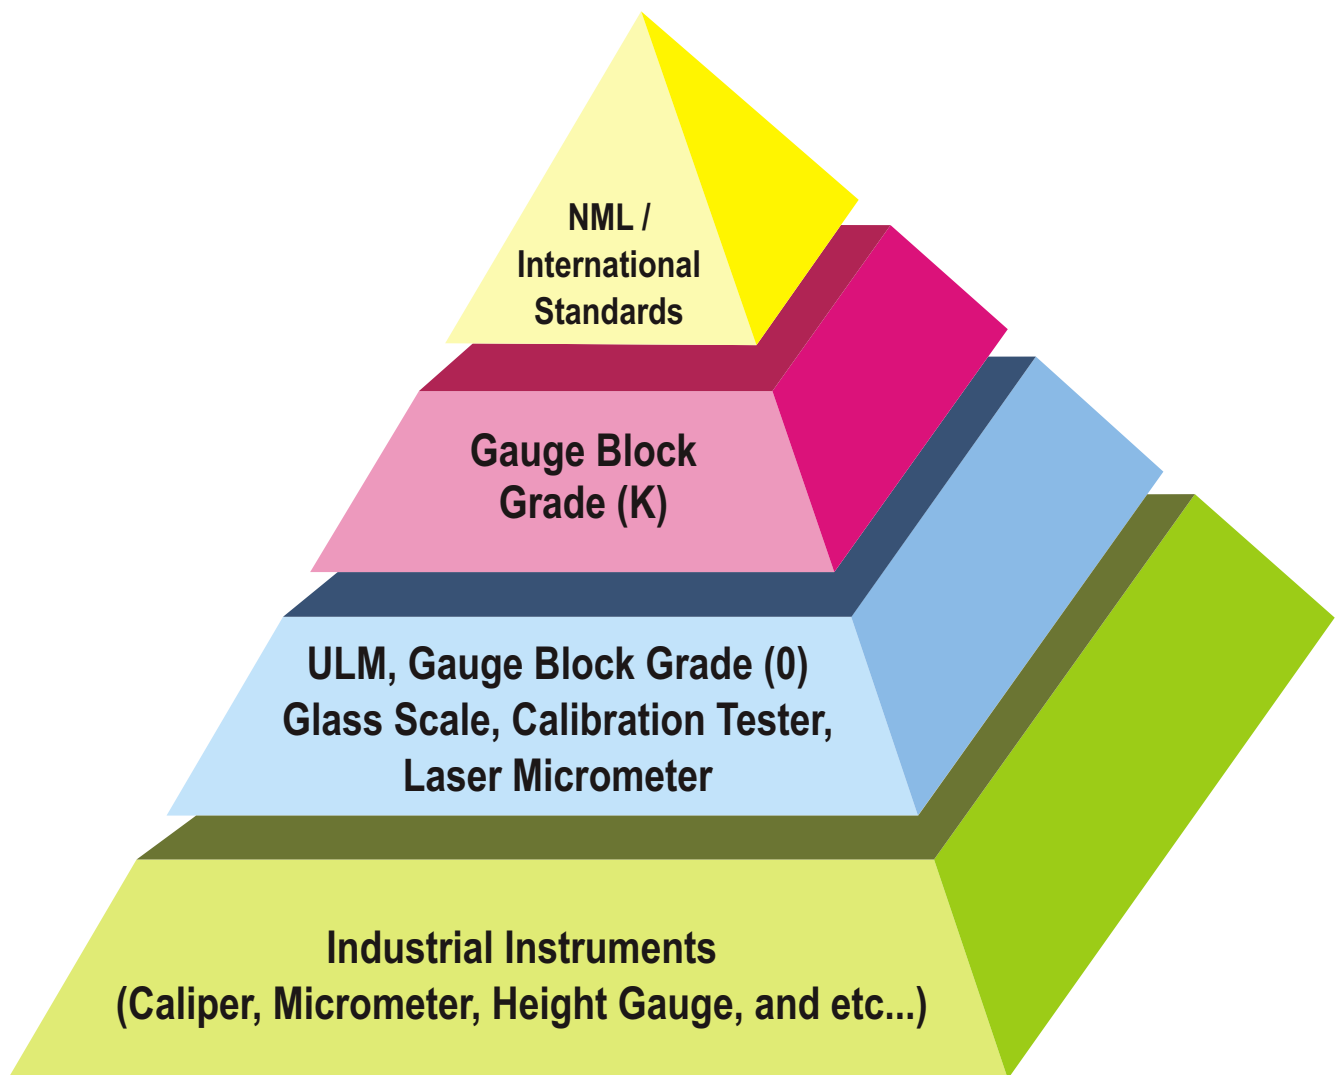 NML /
International
Standards
Gauge Block
Grade (K)
ULM, Gauge Block Grade (0)
Glass Scale, Calibration Tester,
Laser Micrometer
Industrial Instruments
(Caliper, Micrometer, Height Gauge, and etc...)